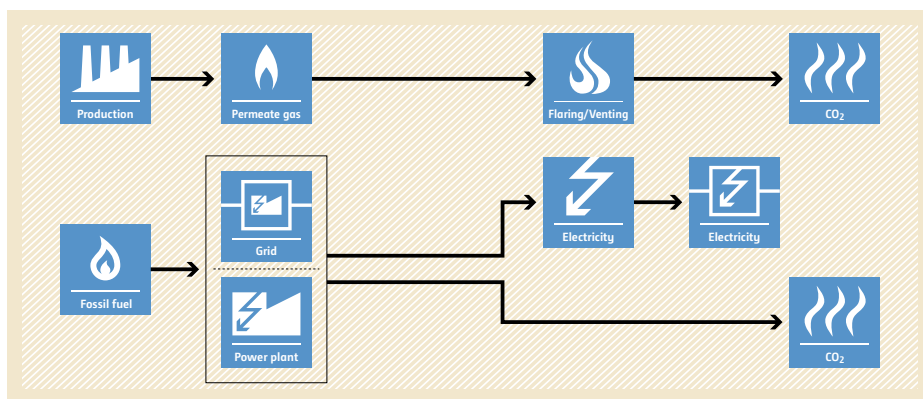 Production
Permeate gas
Flaring/Venting
CO₂
Grid
Electricity
Electricity
Fossil fuel
Power plant
CO₂